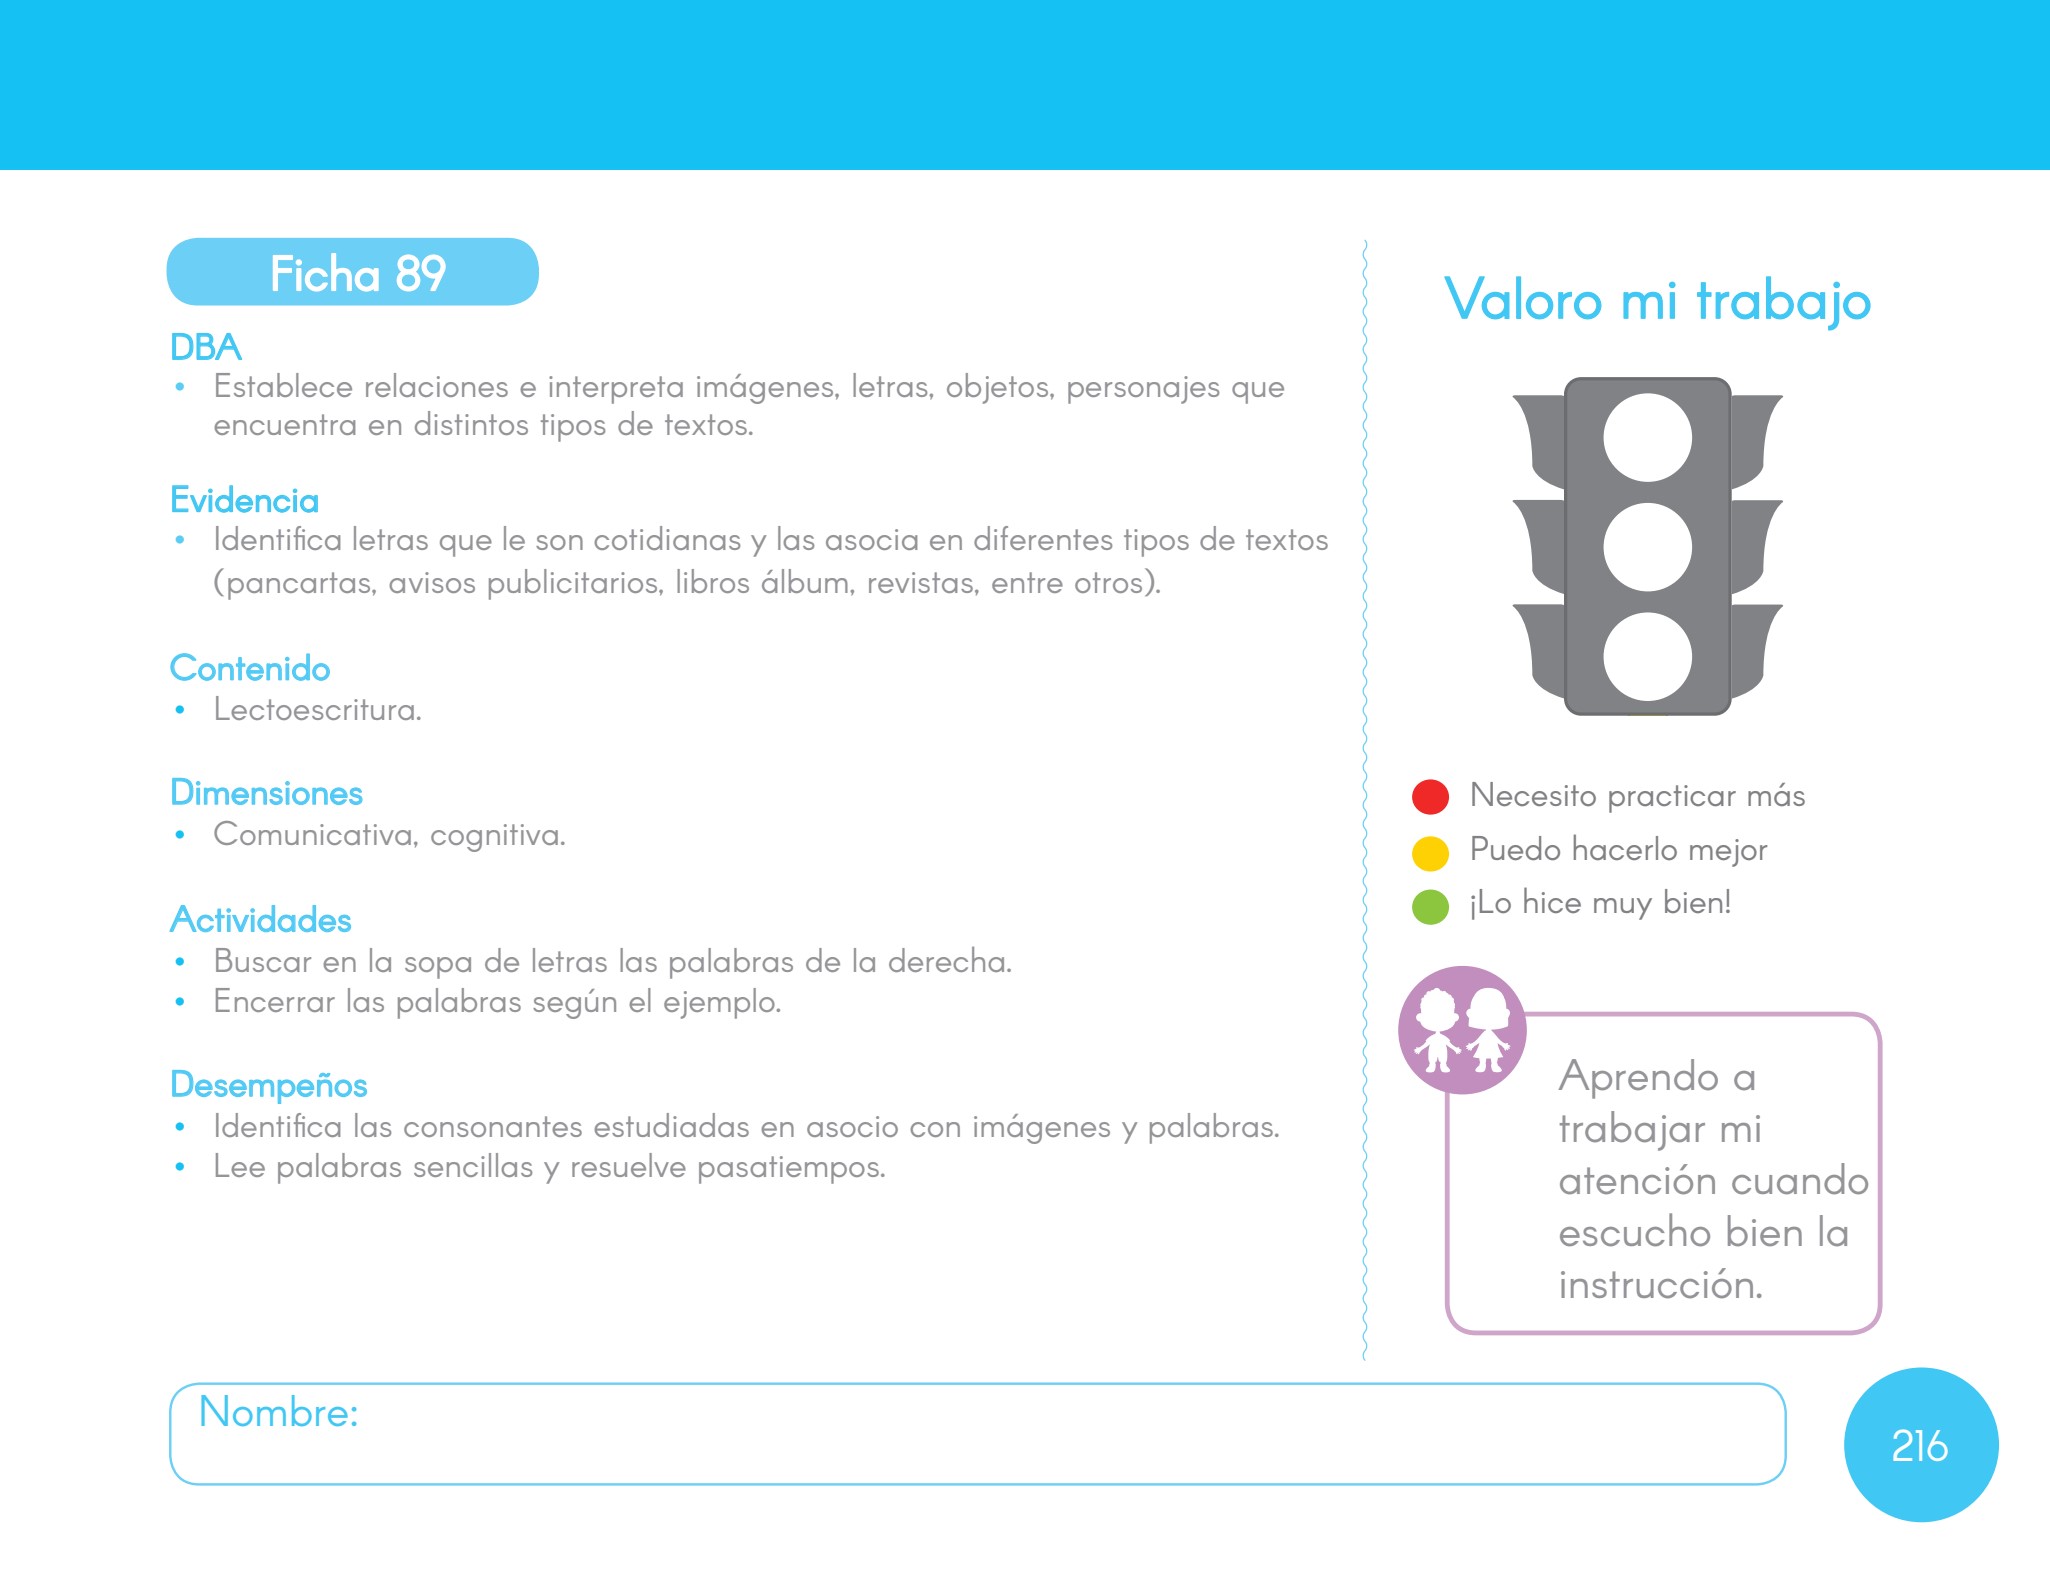 Ficha 89
DBA
• Establece relaciones e interpreta imágenes, letras, objetos, personajes que
encuentra en distintos tipos de textos.
Evidencia
• Identifica letras que le son cotidianas y las asocia en diferentes tipos de textos
(pancartas, avisos publicitarios, libros álbum, revistas, entre otros).
Contenido
• Lectoescritura.
Dimensiones
• Comunicativa, cognitiva.
Actividades
• Buscar en la sopa de letras las palabras de la derecha.
• Encerrar las palabras según el ejemplo.
Desempeños
• Identifica las consonantes estudiadas en asocio con imágenes y palabras.
• Lee palabras sencillas y resuelve pasatiempos.
Valoro mi trabajo
Necesito practicar más
Puedo hacerlo mejor
¡Lo hice muy bien!
Aprendo a
trabajar mi
atención cuando
escucho bien la
instrucción.
Nombre:
216